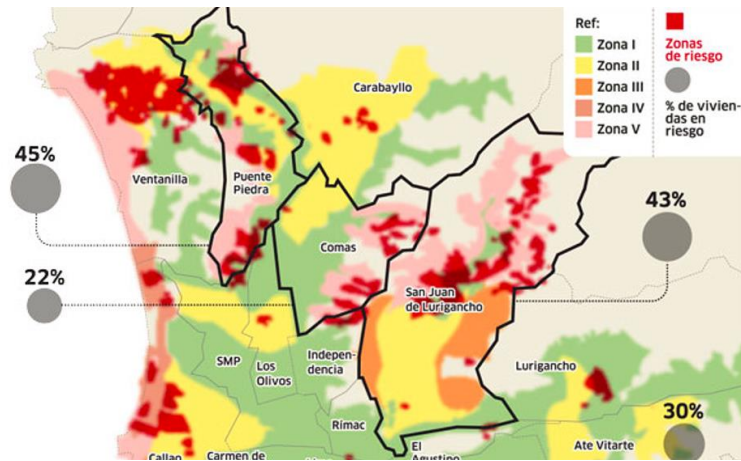 Ref:
Zona I
Zona II
Zona III
Zona IV
Zona V
Zonas
de riesgo
% de vivien-
das en
riesgo
Carabayllo
45%
Ventanilla
Puente
Piedra
43%
Comas
22%
San Juan
de Lurigancho
SMP
Los
Olivos
Indepen-
dencia
Lurigancho
Rímac
30%
El
Agustino
Ate Vitarte
Callao
Carmen de